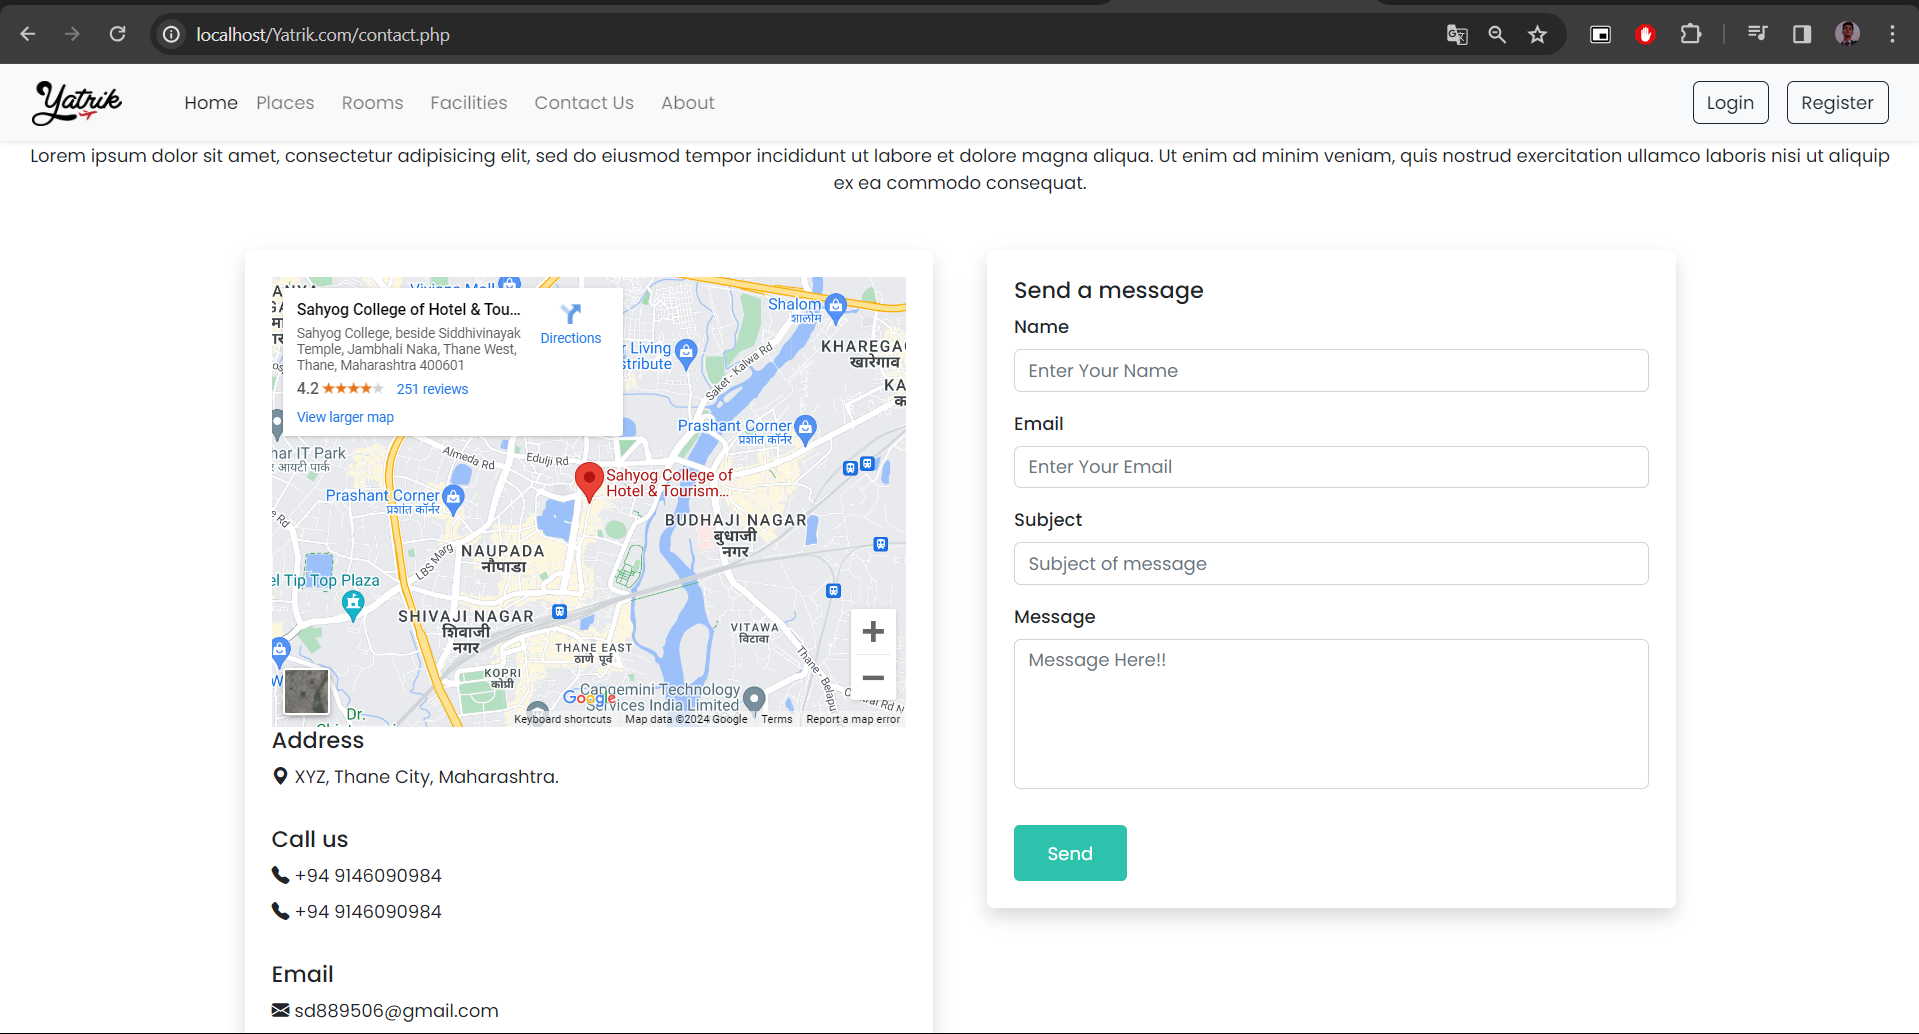 localhost/Yatrik.com/contact.php
Yatrik
Home Places Rooms Facilities Contact Us About
Login Register
Lorem ipsum dolor sit amet, consectetur adipisicing elit, sed do eiusmod tempor incididunt ut labore et dolore magna aliqua. Ut enim ad minim veniam, quis nostrud exercitation ullamco laboris nisi ut aliquip
ex ea commodo consequat.
Sahyog College of Hotel & Tou...
Sahyog College, beside Siddhivinayak
Temple, Jambhali Naka, Thane West,
Thane, Maharashtra 400601
4.2 251 reviews
View larger map
Directions
Shalom
शालोम
r Living
stribute
Saket - Kalwa Rd
KHAREGA
खारेगाव
KA
Prashant Corner
प्रशांत कॉर्नर
har IT Park
र आयटी पार्क
Almeda Rd
Edulji Rd
Sahyog College of
Hotel & Tourism...
Prashant Corner
प्रशांत कॉर्नर
e Rd
BUDHAJI NAGAR
बुधाजी
नगर
LBS Marg
NAUPADA
नौपाडा
el Tip Top Plaza
SHIVAJI NAGAR
शिवाजी
नगर
VITAWA
विटावा
THANE EAST
ठाणे पूर्व
Thane - Belapur
KOPRI
कोपरी
Google
Capgemini Technology
Services India Limited
Dr.
Keyboard shortcuts Map data ©2024 Google Terms Report a map error
Address
XYZ, Thane City, Maharashtra.
Call us
+94 9146090984
+94 9146090984
Email
sd889506@gmail.com
Send a message
Name
Enter Your Name
Email
Enter Your Email
Subject
Subject of message
Message
Message Here!!
Send